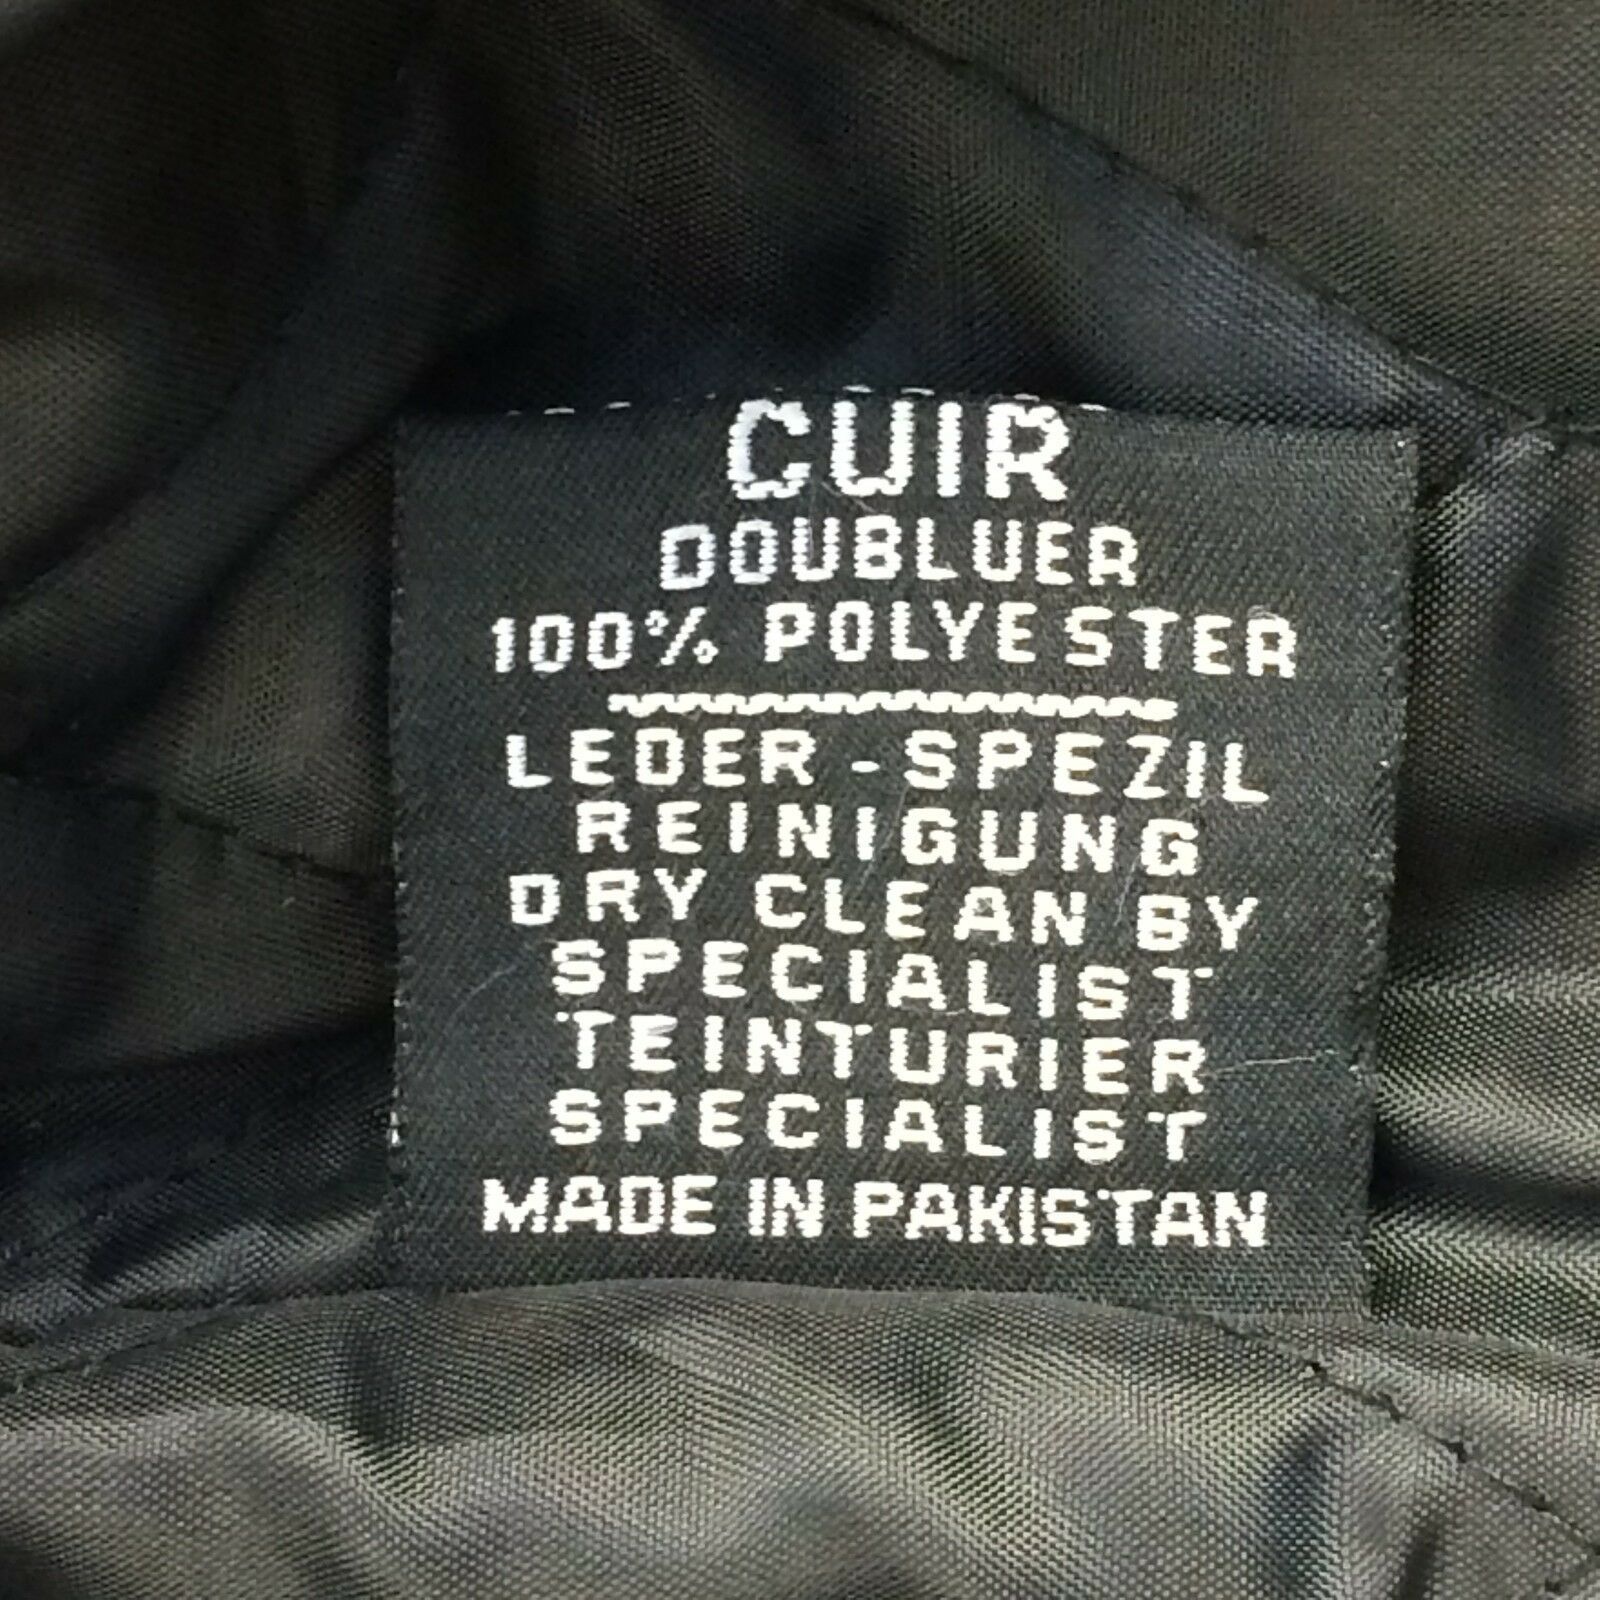 CUIR
DOUBLUER
100% POLYESTER
LEDER - SPEZIL
REINIGUNG
DRY CLEAN BY
SPECIALIST
TEINTURIER
SPECIALIST
MADE IN PAKISTAN